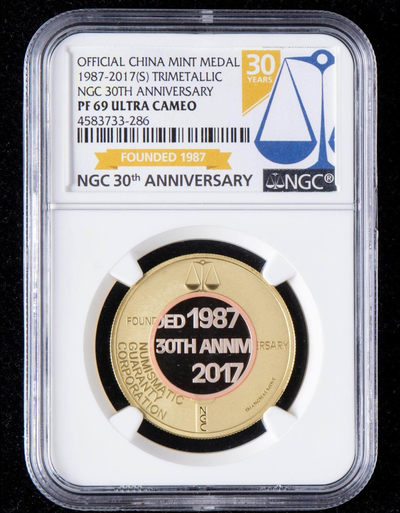 OFFICIAL CHINA MINT MEDAL
1987-2017(S) TRIMETALLIC
NGC 30TH ANNIVERSARY
PF 69 ULTRA CAMEO
4583733-286
30
YEARS
FOUNDED 1987
NGC 30th ANNIVERSARY
NGC®
FOUNDED 1987
30TH ANNIVERSARY
2017
NUMISMATIC
GUARANTY
CORPORATION